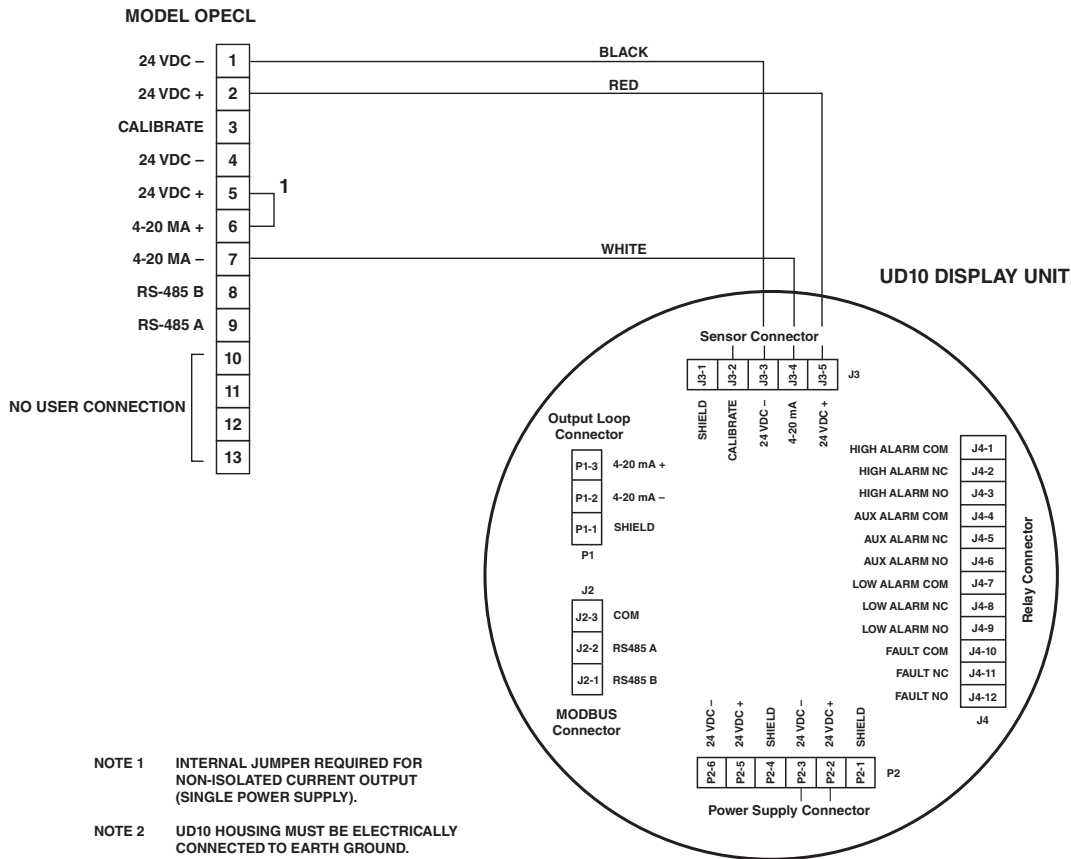 MODEL OPECL
24 VDC – 1
24 VDC + 2
CALIBRATE 3
24 VDC – 4
24 VDC + 5
4-20 MA + 6
4-20 MA – 7
RS-485 B 8
RS-485 A 9
10
11
12
13
NO USER CONNECTION
1
BLACK
RED
WHITE
UD10 DISPLAY UNIT
Sensor Connector
J3-1
J3-2
J3-3
J3-4
J3-5
J3
SHIELD
CALIBRATE
24 VDC –
4-20 mA
24 VDC +
Output Loop
Connector
P1-3 4-20 mA +
P1-2 4-20 mA –
P1-1 SHIELD
P1
J2
J2-3 COM
J2-2 RS485 A
J2-1 RS485 B
MODBUS
Connector
HIGH ALARM COM J4-1
HIGH ALARM NC J4-2
HIGH ALARM NO J4-3
AUX ALARM COM J4-4
AUX ALARM NC J4-5
AUX ALARM NO J4-6
LOW ALARM COM J4-7
LOW ALARM NC J4-8
LOW ALARM NO J4-9
FAULT COM J4-10
FAULT NC J4-11
FAULT NO J4-12
J4
Relay Connector
24 VDC –
24 VDC +
SHIELD
24 VDC –
24 VDC +
SHIELD
P2-6
P2-5
P2-4
P2-3
P2-2
P2-1
P2
Power Supply Connector
NOTE 1 INTERNAL JUMPER REQUIRED FOR
NON-ISOLATED CURRENT OUTPUT
(SINGLE POWER SUPPLY).
NOTE 2 UD10 HOUSING MUST BE ELECTRICALLY
CONNECTED TO EARTH GROUND.